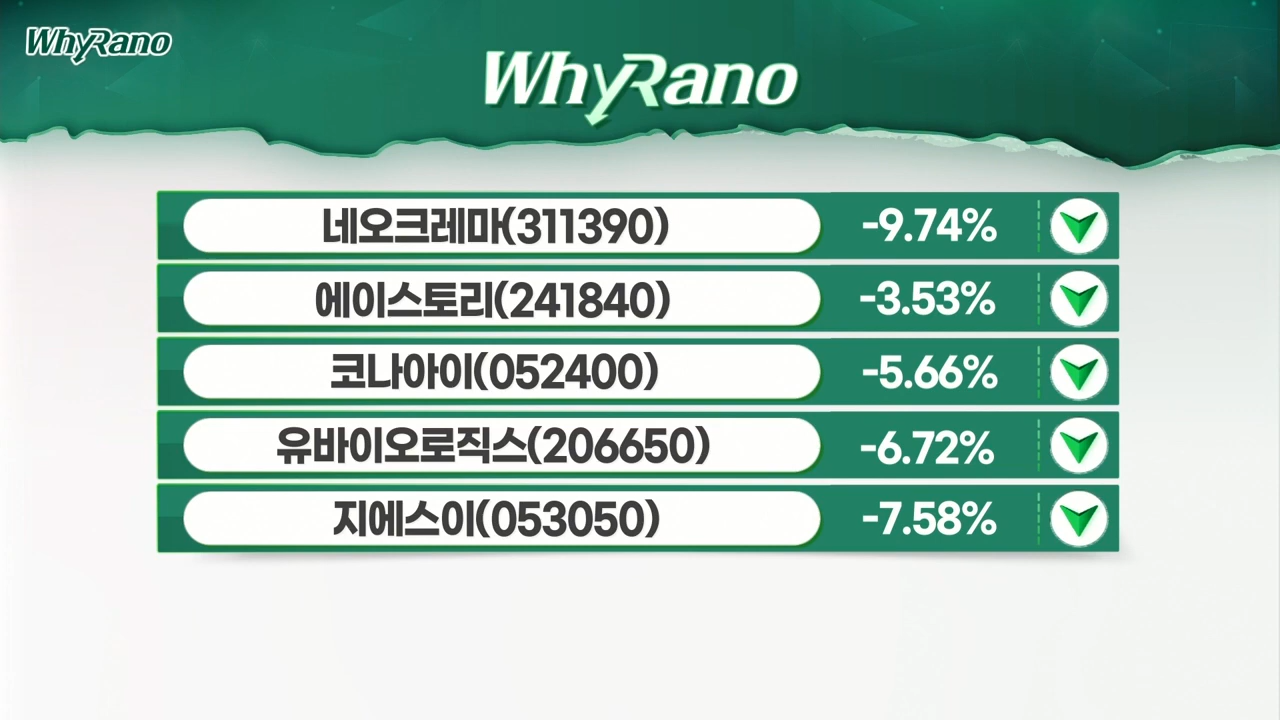 WhyRano
WhyRano
네오크레마(311390) -9.74%
에이스토리(241840) -3.53%
코나아이(052400) -5.66%
유바이오로직스(206650) -6.72%
지에스이(053050) -7.58%